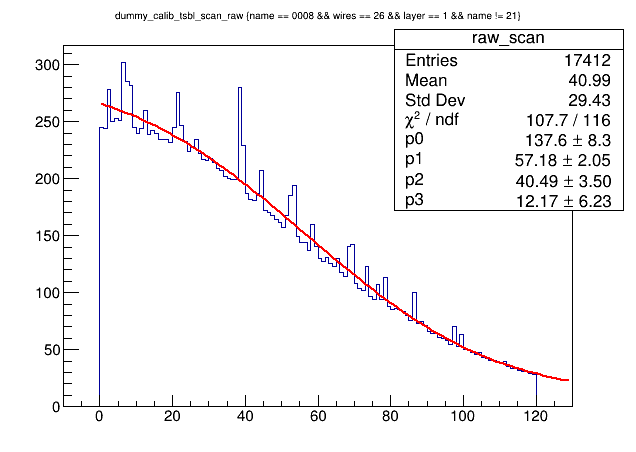 dummy_calib_tsbl_scan_raw {name == 0008 && wires == 26 && layer == 1 && name != 21}
raw_scan
Entries 17412
Mean 40.99
Std Dev 29.43
χ² / ndf 107.7 / 116
p0 137.6 ± 8.3
p1 57.18 ± 2.05
p2 40.49 ± 3.50
p3 12.17 ± 6.23
300
250
200
150
100
50
0
0 20 40 60 80 100 120